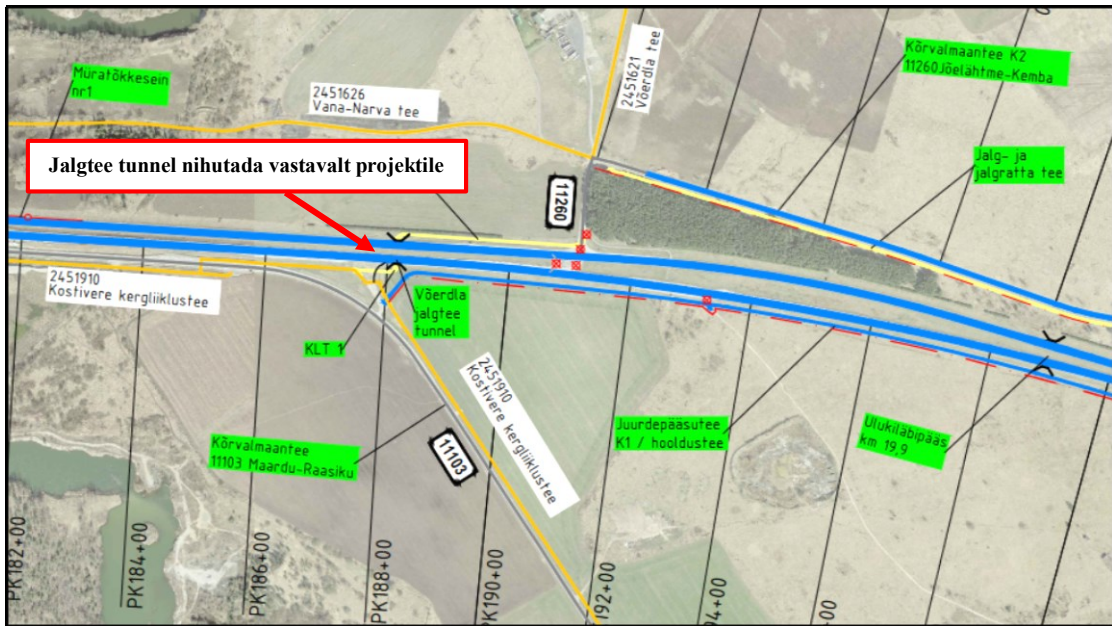 Muratõkkesein
nr1
2451626
Vana-Narva tee
2451621
Võerdla tee
Kõrvalmaantee K2
11260Jõelähtme-Kemba
Jalgtee tunnel nihutada vastavalt projektile
Jalg- ja
jalgratta tee
11260
2451910
Kostivere kergliiklustee
Võerdla
jalgtee
tunnel
KLT 1
2451910
Kostivere kergliiklustee
Kõrvalmaantee
11103 Maardu-Raasiku
11103
Juurdepääsutee
K1 / hooldustee
Ulukiläbipääs
km 19,9
PK182+00
PK184+00
PK186+00
PK188+00
PK190+00
192+00
94+00
+00